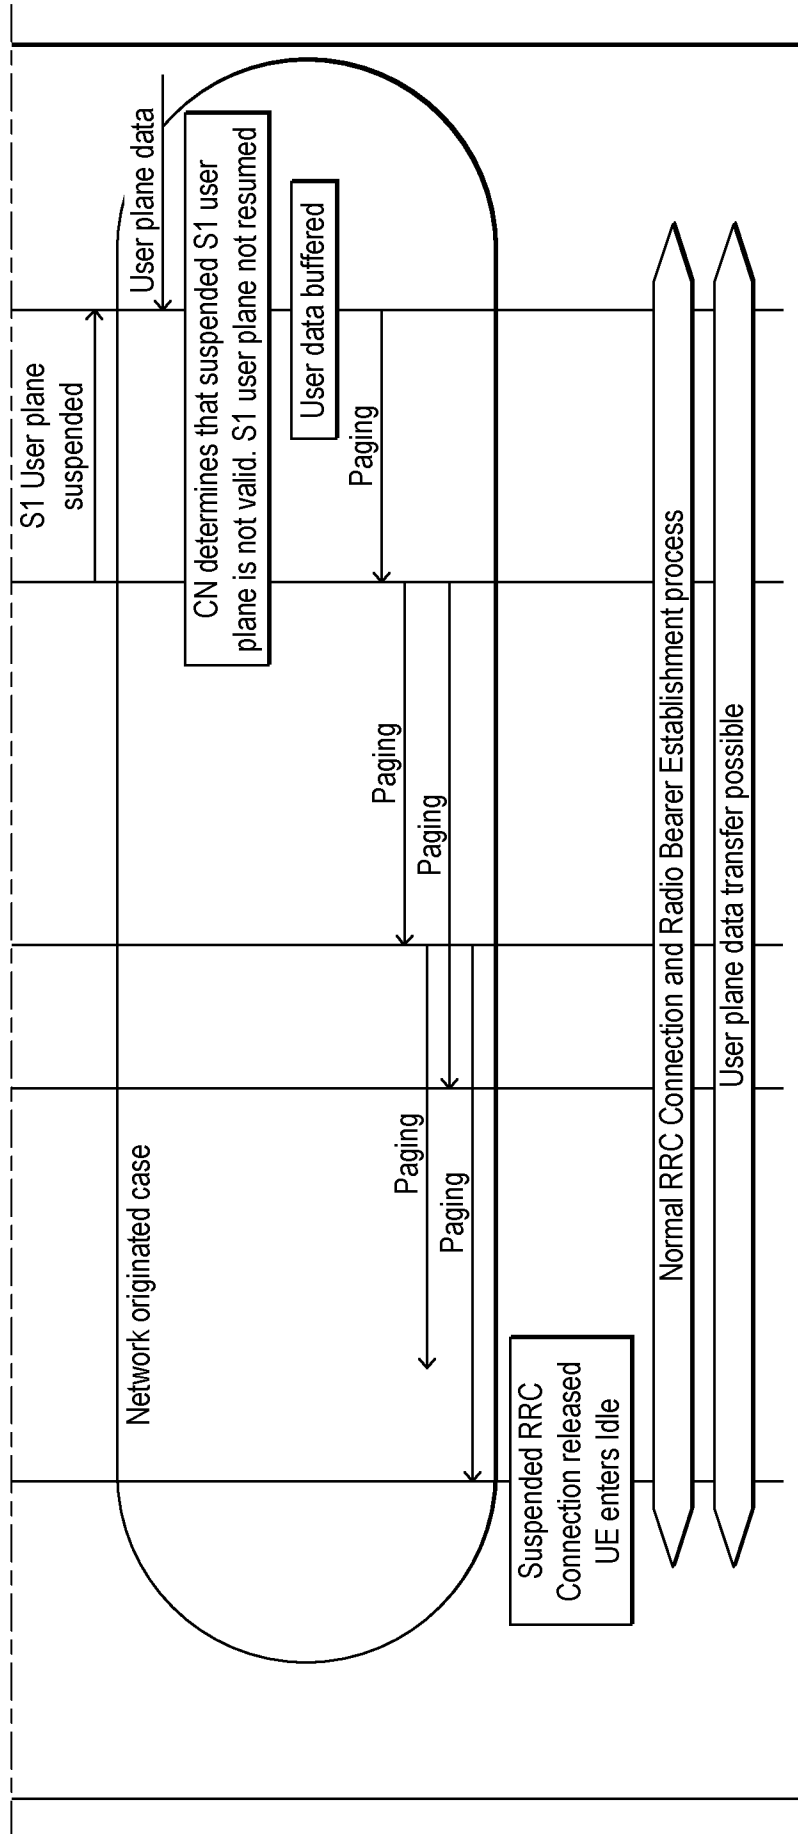 S1 User plane
suspended
Network originated case
User plane data
CN determines that suspended S1 user
plane is not valid. S1 user plane not resumed
User data buffered
Paging
Paging
Paging
Paging
Paging
Suspended RRC
Connection released
UE enters Idle
Normal RRC Connection and Radio Bearer Establishment process
User plane data transfer possible